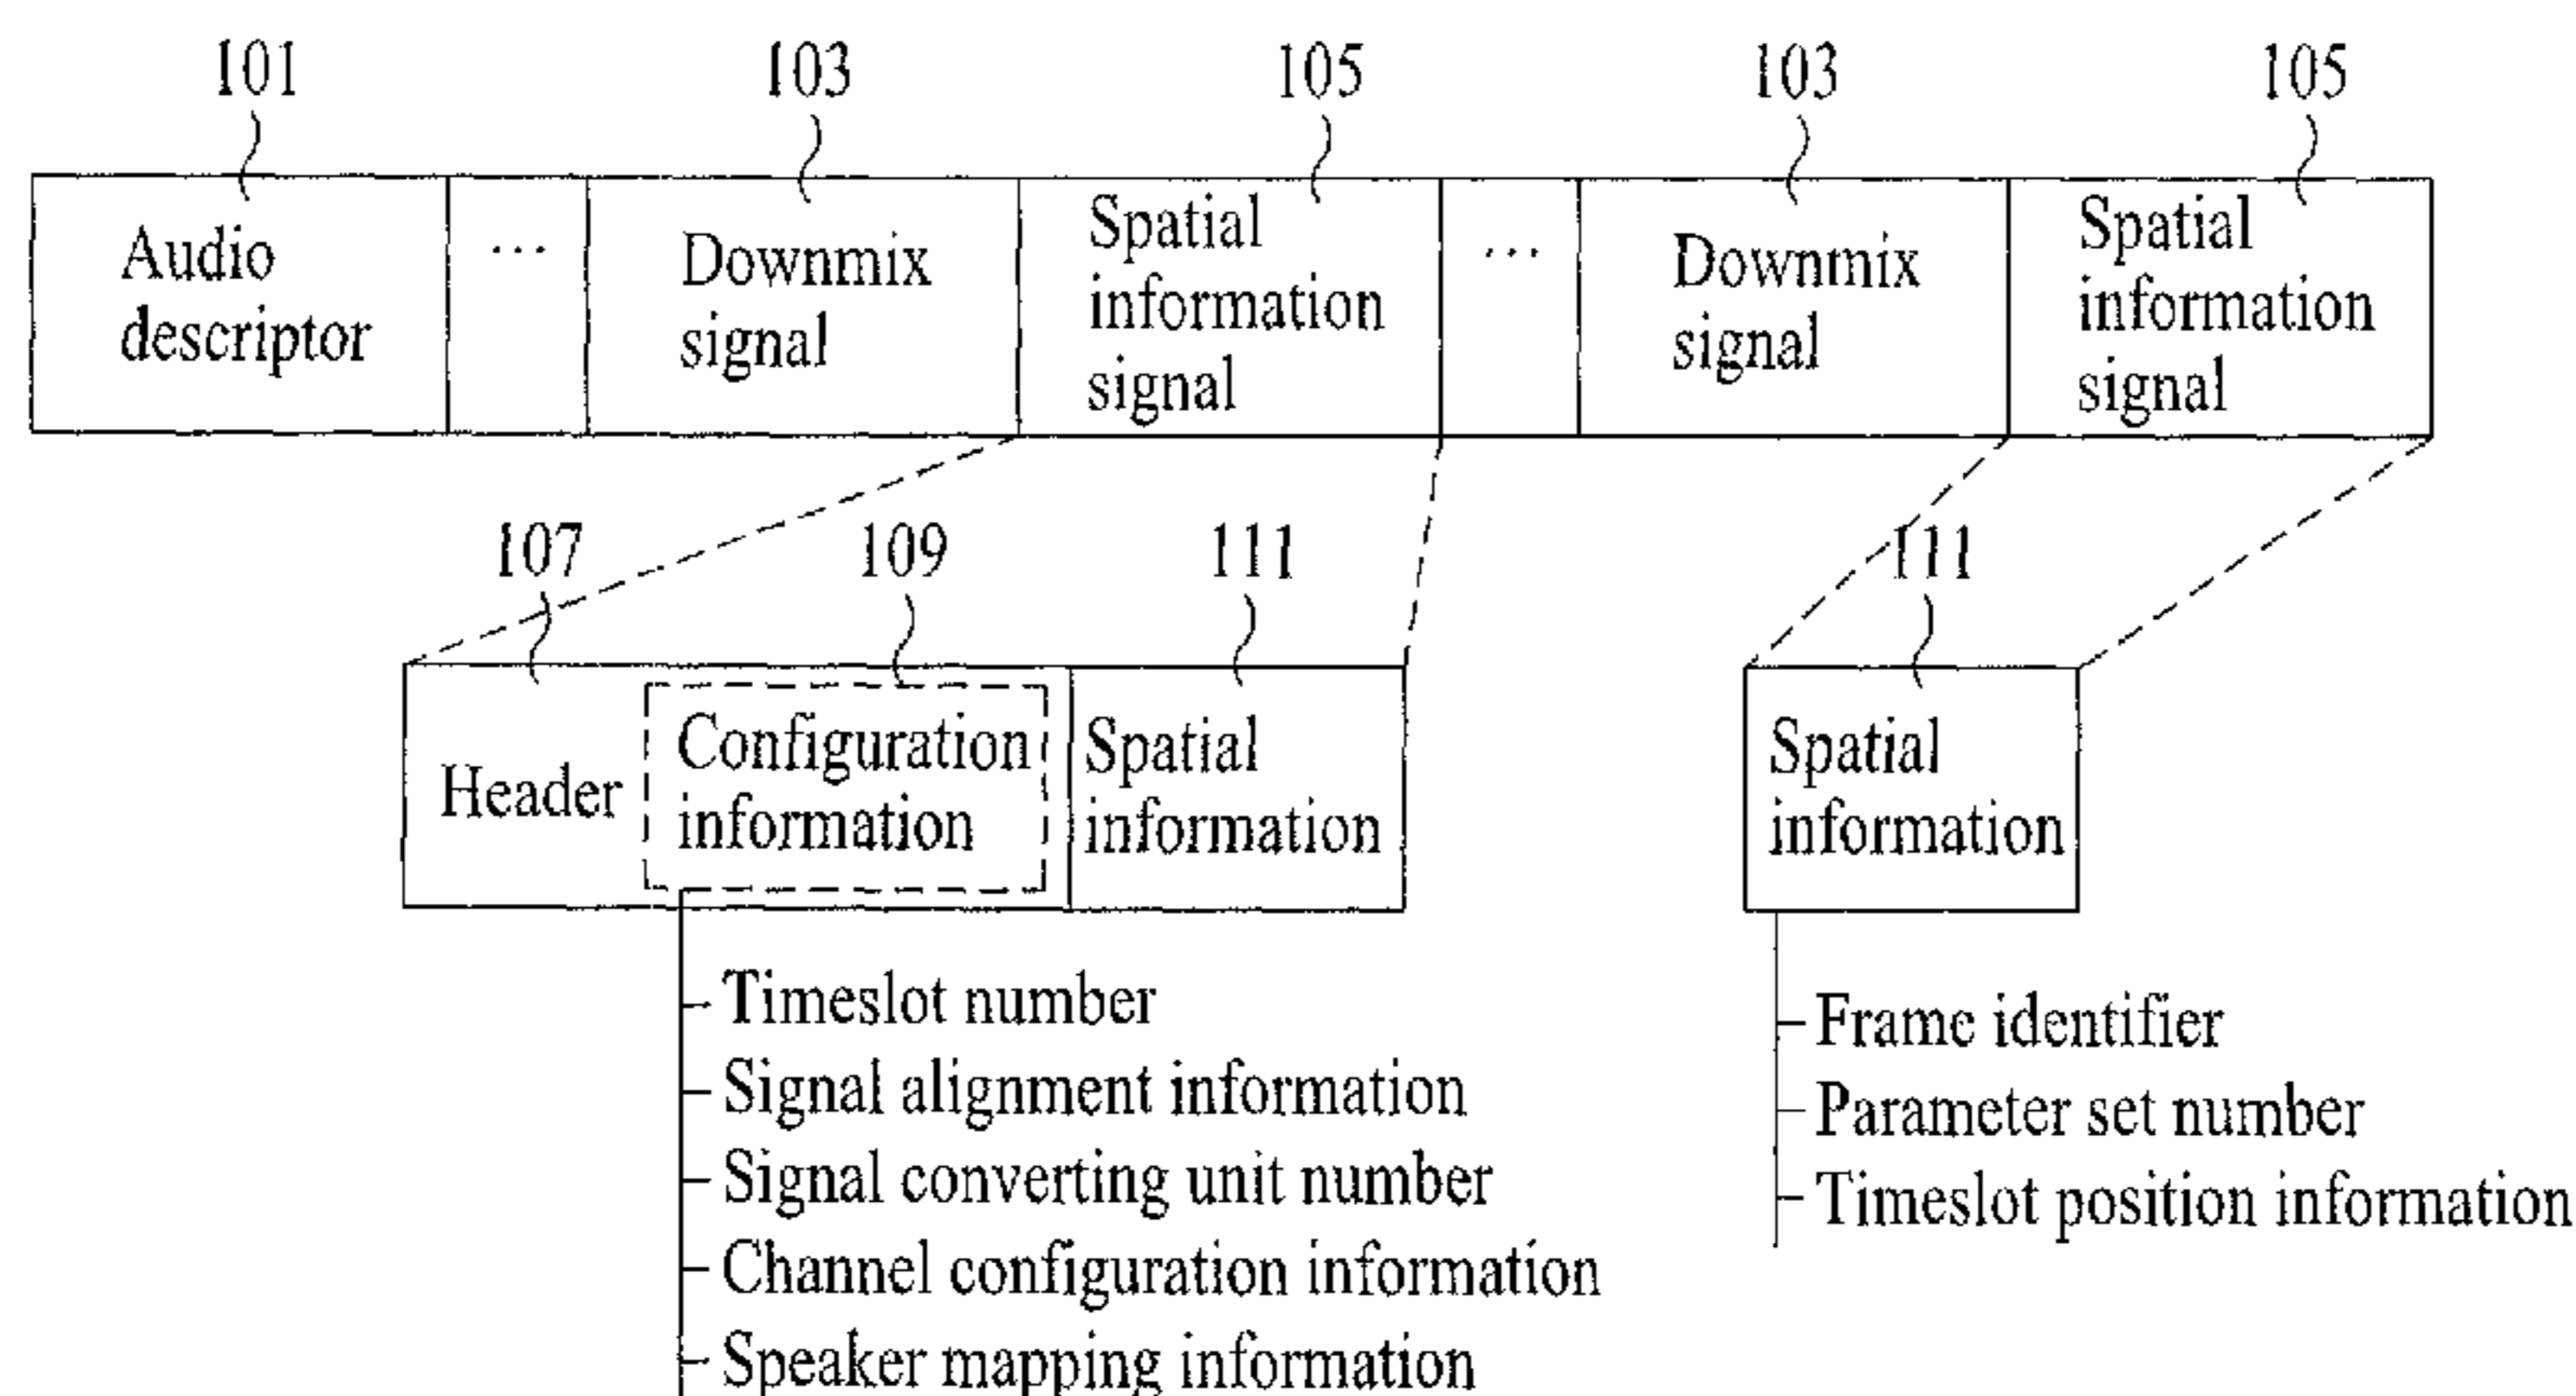 101
103
105
103
105
Audio
descriptor
...
Downmix
signal
Spatial
information
signal
...
Downmix
signal
Spatial
information
signal
107
109
111
111
Header
Configuration
information
Spatial
information
Spatial
information
Timeslot number
Signal alignment information
Signal converting unit number
Channel configuration information
Speaker mapping information
Frame identifier
Parameter set number
Timeslot position information